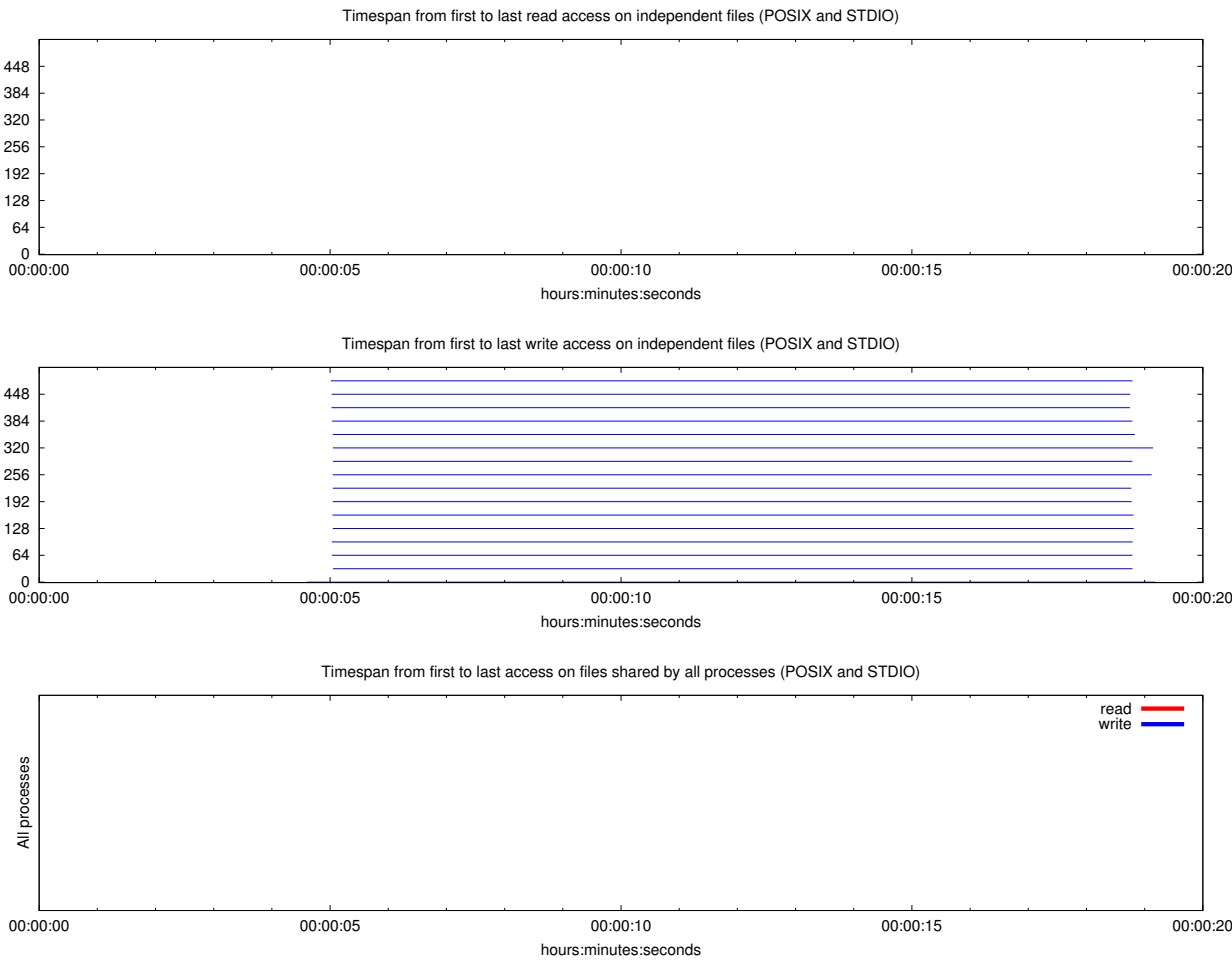 Timespan from first to last read access on independent files (POSIX and STDIO)
448
384
320
256
192
128
64
0
00:00:00 00:00:05 00:00:10 00:00:15 00:00:20
hours:minutes:seconds
Timespan from first to last write access on independent files (POSIX and STDIO)
448
384
320
256
192
128
64
0
00:00:00 00:00:05 00:00:10 00:00:15 00:00:20
hours:minutes:seconds
Timespan from first to last access on files shared by all processes (POSIX and STDIO)
read
write
All processes
00:00:00 00:00:05 00:00:10 00:00:15 00:00:20
hours:minutes:seconds